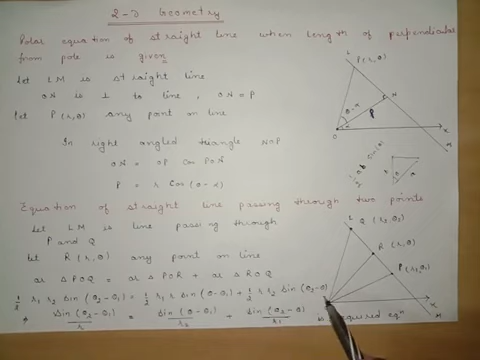 2-D Geometry
Polar equation of straight line when length of perpendicular
from pole is given
Let LM is straight line
ON is ⊥ to line, ON = P
Let P(r, θ) any point on line
In right angled triangle NOP
ON = OP Cos PON
P = r Cos(θ-α)
L
P(r, θ)
N
θ-α
P
α
O
X
M
Equation of straight line passing through two points
Let LM is line passing through
P and Q
Let R(r, θ) any point on line
ar △POQ = ar △POR + ar △ROQ
1/2 r₁ r₂ Sin(θ₂-θ₁) = 1/2 r₁ r Sin(θ-θ₁) + 1/2 r r₂ Sin(θ₂-θ)
Sin(θ₂-θ₁)/r = Sin(θ-θ₁)/r₂ + Sin(θ₂-θ)/r₁ is required eqn
L
Q(r₂, θ₂)
R(r, θ)
P(r₁, θ₁)
X
M